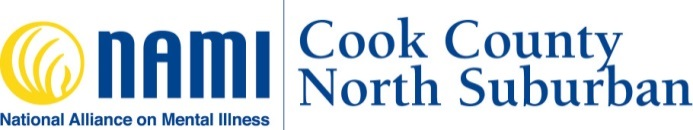 NAMI
National Alliance on Mental Illness
Cook County
North Suburban